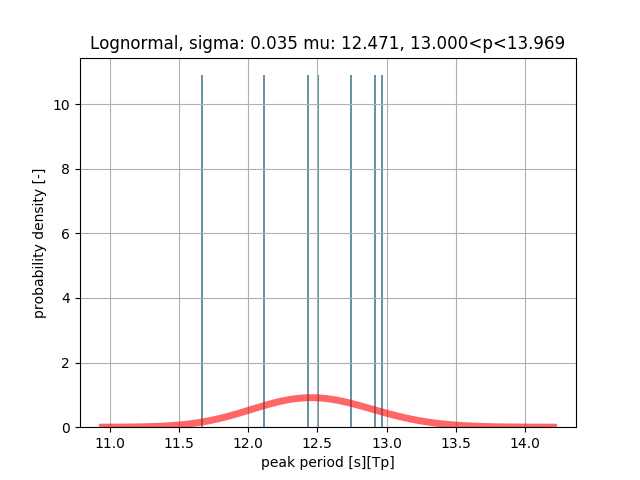 Lognormal, sigma: 0.035 mu: 12.471, 13.000<p<13.969
probability density [-]
10
8
6
4
2
0
11.0 11.5 12.0 12.5 13.0 13.5 14.0
peak period [s][Tp]